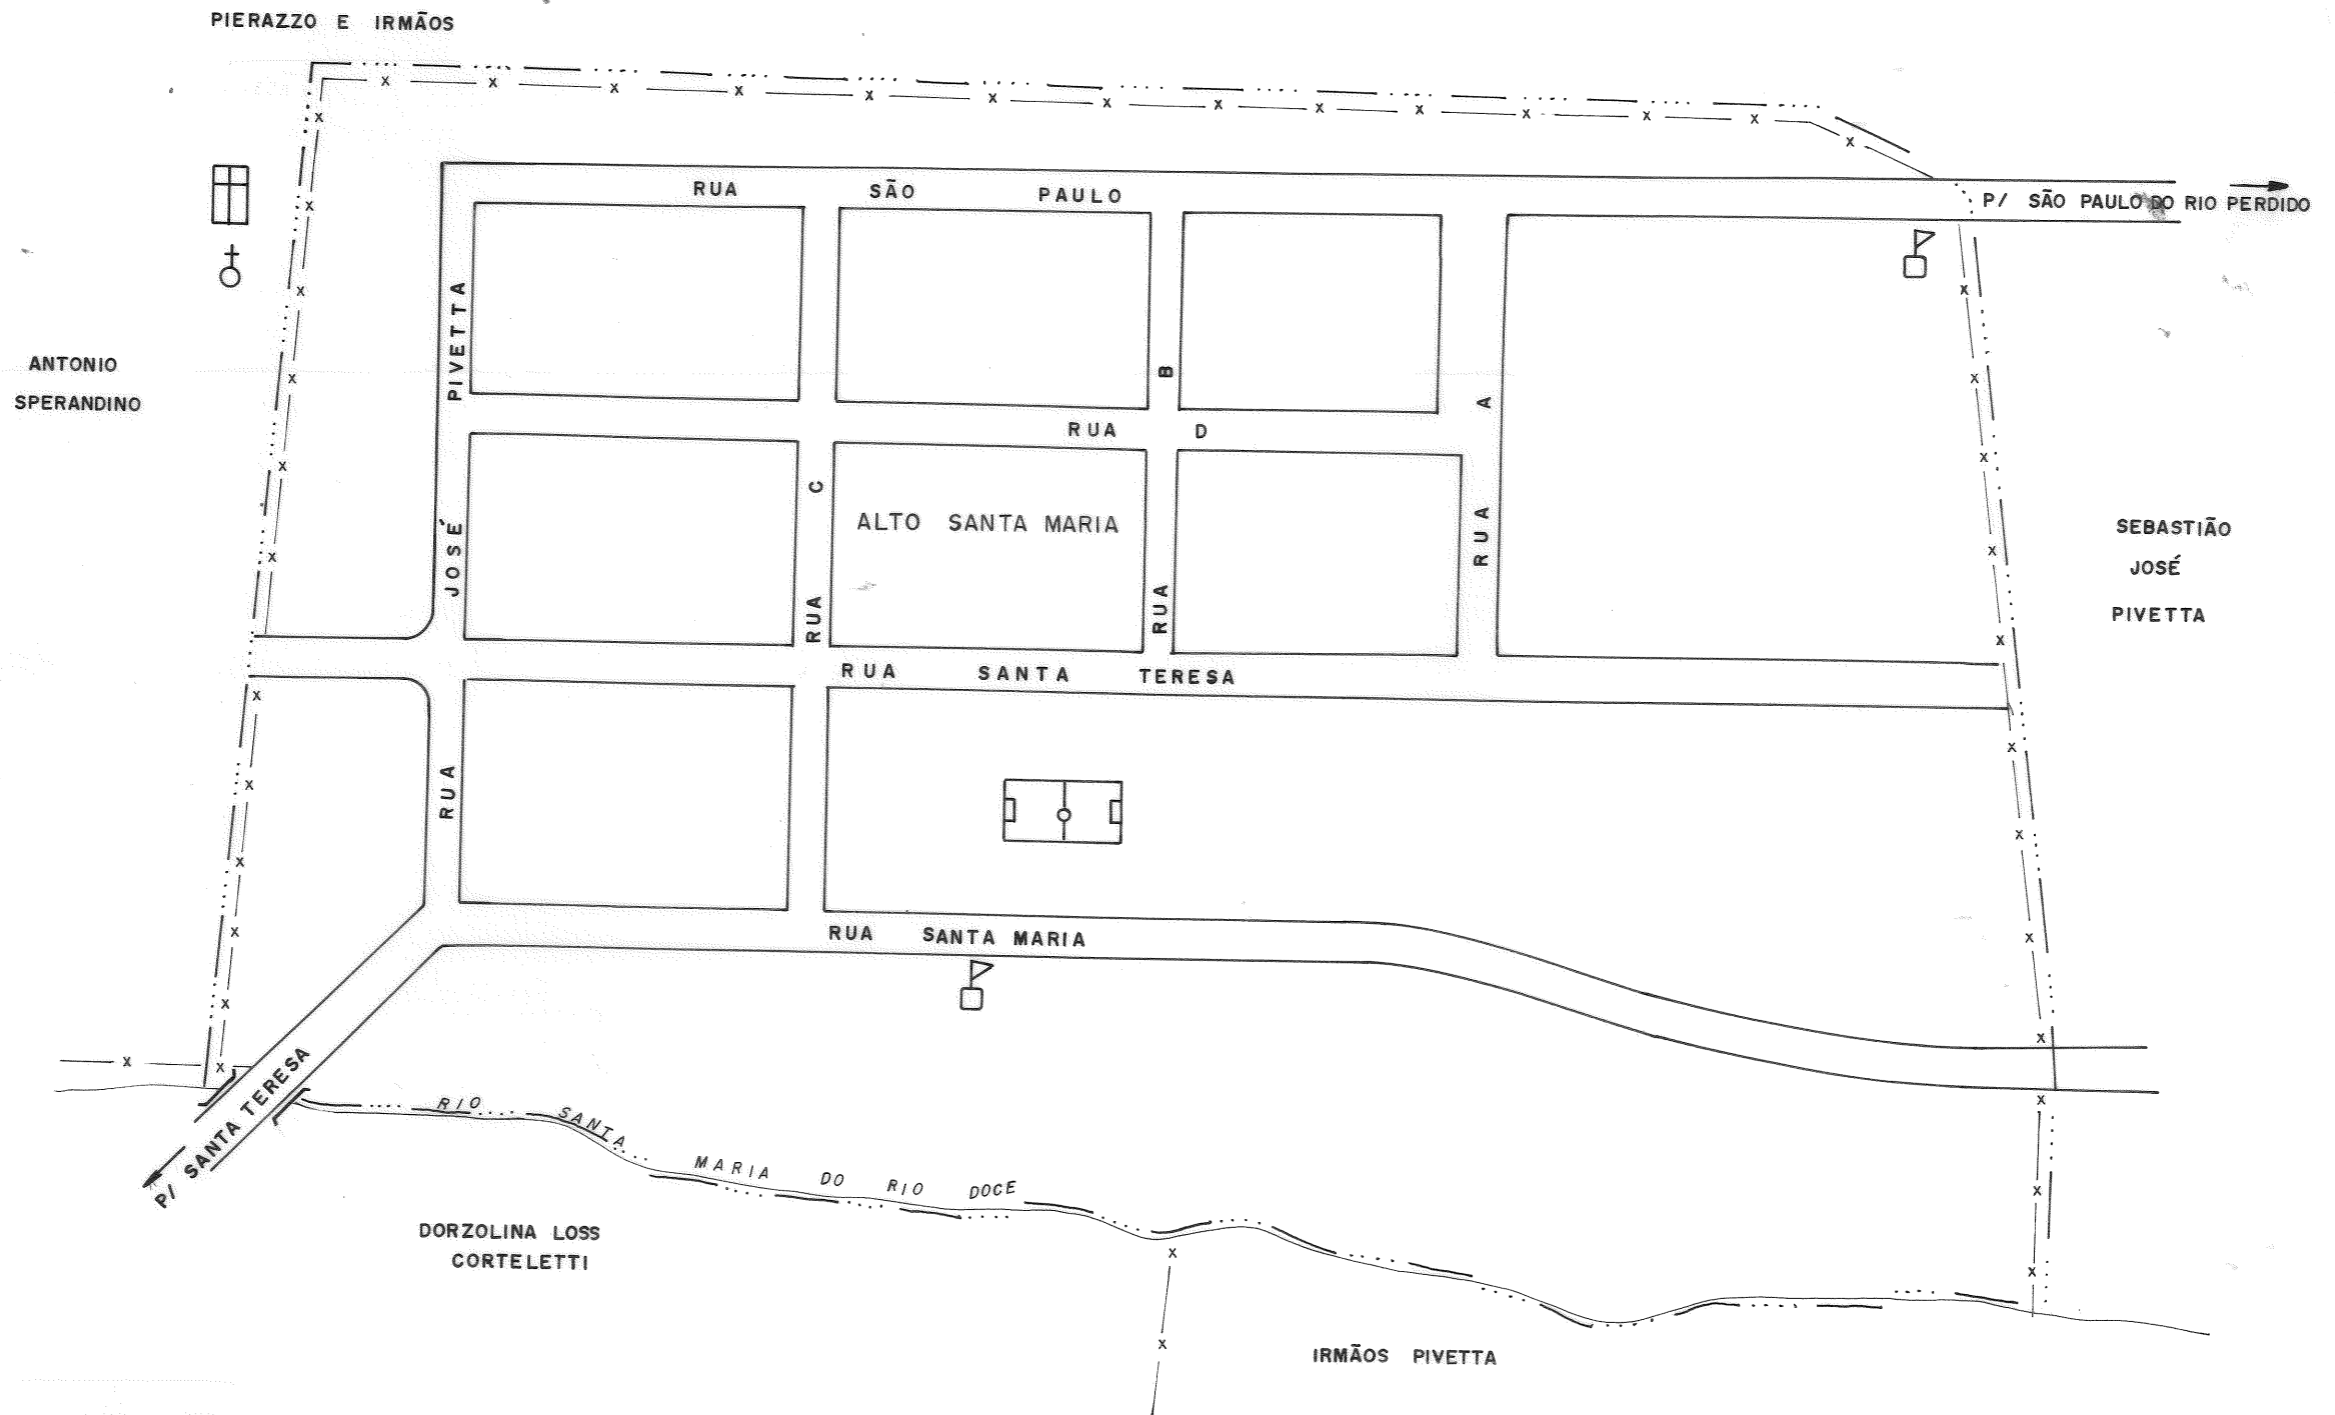 PIERAZZO E IRMÃOS
RUA SÃO PAULO
P/ SÃO PAULO DO RIO PERDIDO
ANTONIO
SPERANDINO
RUA JOSÉ PIVETTA
RUA B
RUA A
RUA D
RUA C
ALTO SANTA MARIA
SEBASTIÃO
JOSÉ
PIVETTA
RUA SANTA TERESA
RUA SANTA MARIA
P/ SANTA TERESA
RIO SANTA MARIA DO RIO DOCE
DORZOLINA LOSS
CORTELETTI
IRMÃOS PIVETTA